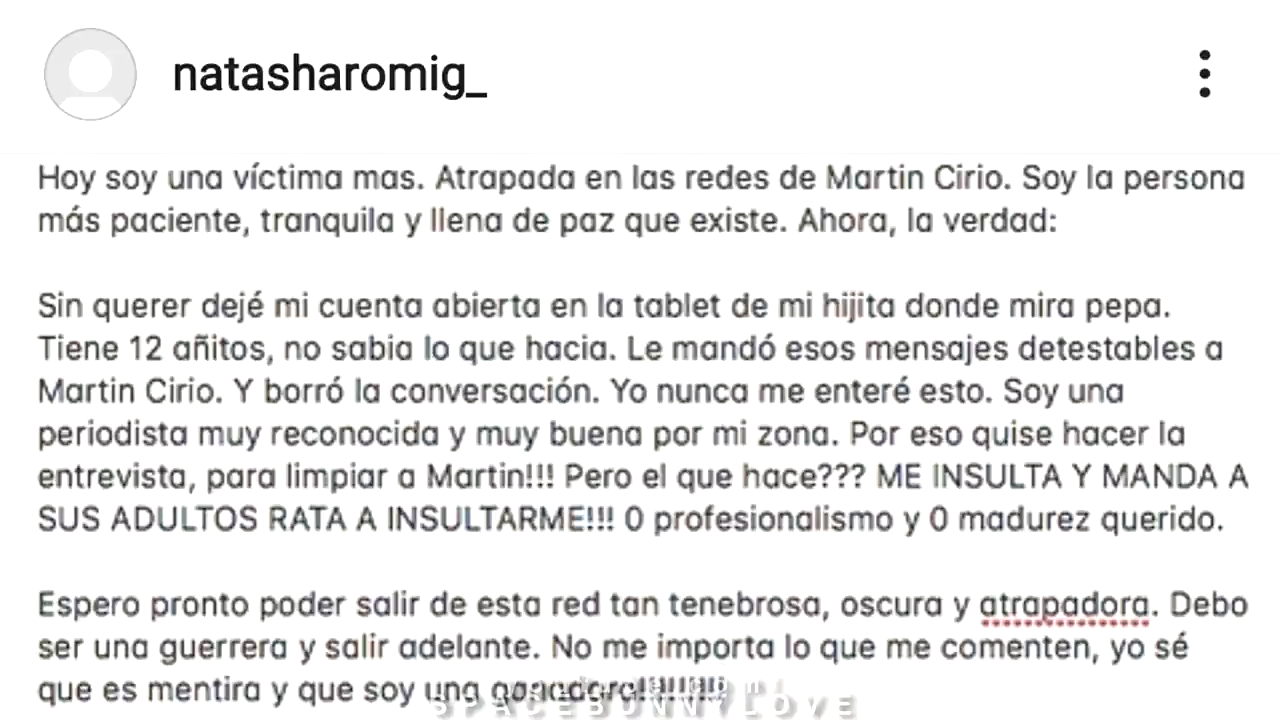 natasharomig_
Hoy soy una víctima mas. Atrapada en las redes de Martin Cirio. Soy la persona
más paciente, tranquila y llena de paz que existe. Ahora, la verdad:
Sin querer dejé mi cuenta abierta en la tablet de mi hijita donde mira pepa.
Tiene 12 añitos, no sabia lo que hacia. Le mandó esos mensajes detestables a
Martin Cirio. Y borró la conversación. Yo nunca me enteré esto. Soy una
periodista muy reconocida y muy buena por mi zona. Por eso quise hacer la
entrevista, para limpiar a Martin!!! Pero el que hace??? ME INSULTA Y MANDA A
SUS ADULTOS RATA A INSULTARME!!! 0 profesionalismo y 0 madurez querido.
Espero pronto poder salir de esta red tan tenebrosa, oscura y atrapadora. Debo
ser una guerrera y salir adelante. No me importa lo que me comenten, yo sé
que es mentira y que soy una ganadora!!!!!!!!!
SPACEBUNNYLOVE